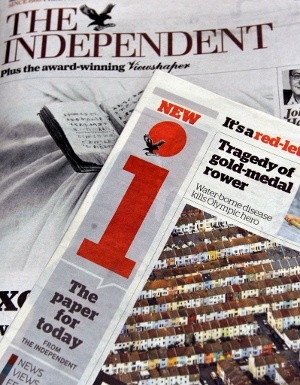 THE
INDEPENDENT
Plus the award-winning Viewspaper
NEW
i
The
paper
for
today
FROM THE INDEPENDENT
NEWS
VIEWS
It's a red-let
Tragedy of
gold-medal
rower
Water-borne disease
kills Olympic hero